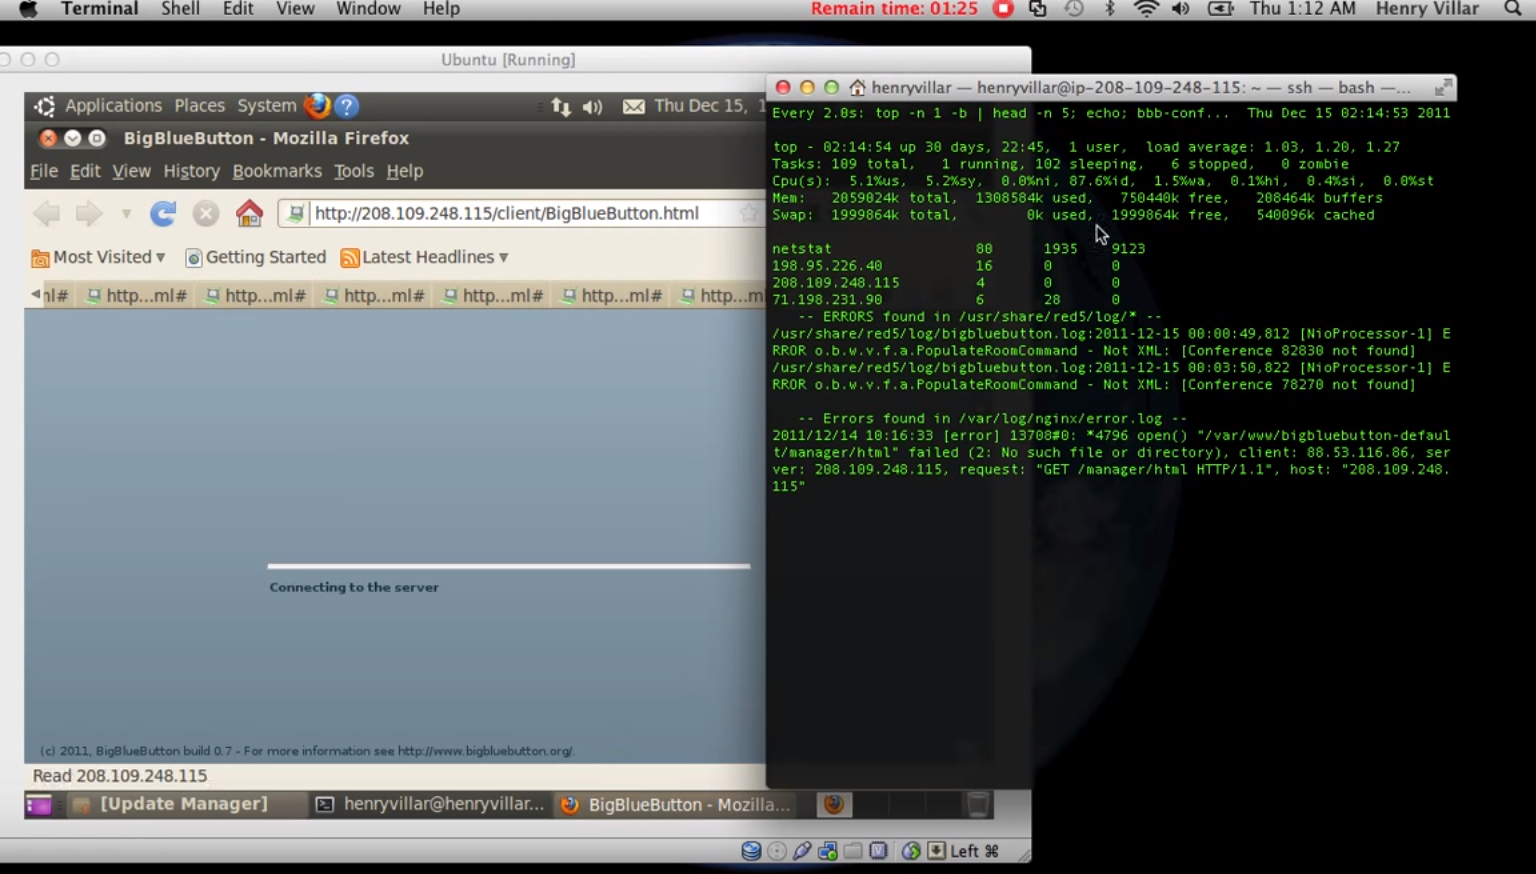 Terminal Shell Edit View Window Help Remain time: 01:25 Thu 1:12 AM Henry Villar
Ubuntu [Running]
Applications Places System Thu Dec 15, 1
BigBlueButton - Mozilla Firefox
File Edit View History Bookmarks Tools Help
http://208.109.248.115/client/BigBlueButton.html
Most Visited Getting Started Latest Headlines
nl# http...ml# http...ml# http...ml# http...ml# http...ml# http...m
Connecting to the server
(c) 2011, BigBlueButton build 0.7 - For more information see http://www.bigbluebutton.org/.
Read 208.109.248.115
[Update Manager] henryvillar@henryvillar... BigBlueButton - Mozilla...
Left ⌘
henryvillar — henryvillar@ip-208-109-248-115: ~ — ssh — bash —...
Every 2.0s: top -n 1 -b | head -n 5; echo; bbb-conf... Thu Dec 15 02:14:53 2011
top - 02:14:54 up 30 days, 22:45, 1 user, load average: 1.03, 1.20, 1.27
Tasks: 109 total, 1 running, 102 sleeping, 6 stopped, 0 zombie
Cpu(s): 5.1%us, 5.2%sy, 0.0%ni, 87.6%id, 1.5%wa, 0.1%hi, 0.4%si, 0.0%st
Mem: 2059024k total, 1308584k used, 750440k free, 208464k buffers
Swap: 1999864k total, 0k used, 1999864k free, 540096k cached
netstat 80 1935 9123
198.95.226.40 16 0 0
208.109.248.115 4 0 0
71.198.231.90 6 28 0
-- ERRORS found in /usr/share/red5/log/* --
/usr/share/red5/log/bigbluebutton.log:2011-12-15 00:00:49,812 [NioProcessor-1] E
RROR o.b.w.v.f.a.PopulateRoomCommand - Not XML: [Conference 82830 not found]
/usr/share/red5/log/bigbluebutton.log:2011-12-15 00:03:50,822 [NioProcessor-1] E
RROR o.b.w.v.f.a.PopulateRoomCommand - Not XML: [Conference 78270 not found]
-- Errors found in /var/log/nginx/error.log --
2011/12/14 10:16:33 [error] 13708#0: *4796 open() "/var/www/bigbluebutton-defaul
t/manager/html" failed (2: No such file or directory), client: 88.53.116.86, ser
ver: 208.109.248.115, request: "GET /manager/html HTTP/1.1", host: "208.109.248.
115"